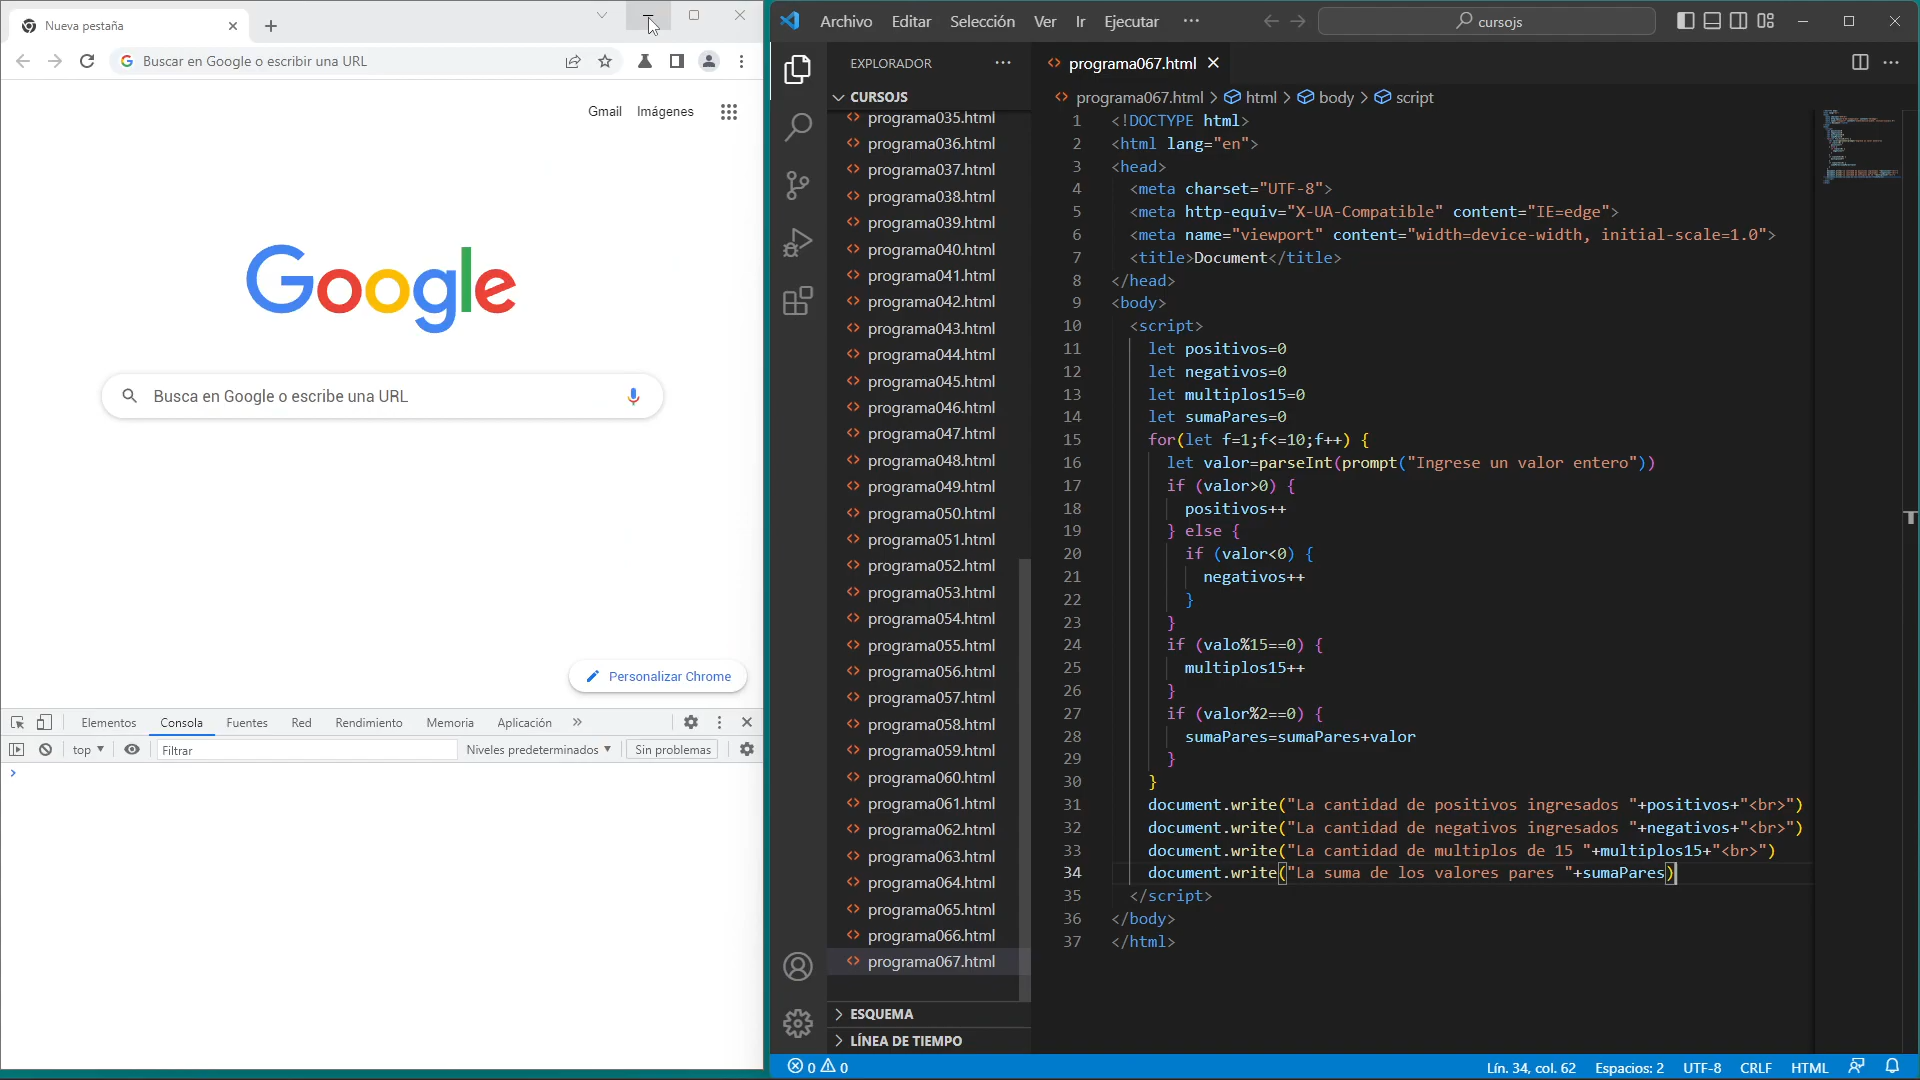 Nueva pestaña
Buscar en Google o escribir una URL
Gmail Imágenes
Google
Busca en Google o escribe una URL
Personalizar Chrome
Elementos Consola Fuentes Red Rendimiento Memoria Aplicación
top Filtrar Niveles predeterminados Sin problemas
Archivo Editar Selección Ver Ir Ejecutar
cursojs
EXPLORADOR
CURSOJS
programa035.html
programa036.html
programa037.html
programa038.html
programa039.html
programa040.html
programa041.html
programa042.html
programa043.html
programa044.html
programa045.html
programa046.html
programa047.html
programa048.html
programa049.html
programa050.html
programa051.html
programa052.html
programa053.html
programa054.html
programa055.html
programa056.html
programa057.html
programa058.html
programa059.html
programa060.html
programa061.html
programa062.html
programa063.html
programa064.html
programa065.html
programa066.html
programa067.html
ESQUEMA
LÍNEA DE TIEMPO
programa067.html
programa067.html > html > body > script
1 <!DOCTYPE html>
2 <html lang="en">
3 <head>
4 <meta charset="UTF-8">
5 <meta http-equiv="X-UA-Compatible" content="IE=edge">
6 <meta name="viewport" content="width=device-width, initial-scale=1.0">
7 <title>Document</title>
8 </head>
9 <body>
10 <script>
11 let positivos=0
12 let negativos=0
13 let multiplos15=0
14 let sumaPares=0
15 for(let f=1;f<=10;f++) {
16 let valor=parseInt(prompt("Ingrese un valor entero"))
17 if (valor>0) {
18 positivos++
19 } else {
20 if (valor<0) {
21 negativos++
22 }
23 }
24 if (valo%15==0) {
25 multiplos15++
26 }
27 if (valor%2==0) {
28 sumaPares=sumaPares+valor
29 }
30 }
31 document.write("La cantidad de positivos ingresados "+positivos+"<br>")
32 document.write("La cantidad de negativos ingresados "+negativos+"<br>")
33 document.write("La cantidad de multiplos de 15 "+multiplos15+"<br>")
34 document.write("La suma de los valores pares "+sumaPares)
35 </script>
36 </body>
37 </html>
0 0 Lín. 34, col. 62 Espacios: 2 UTF-8 CRLF HTML